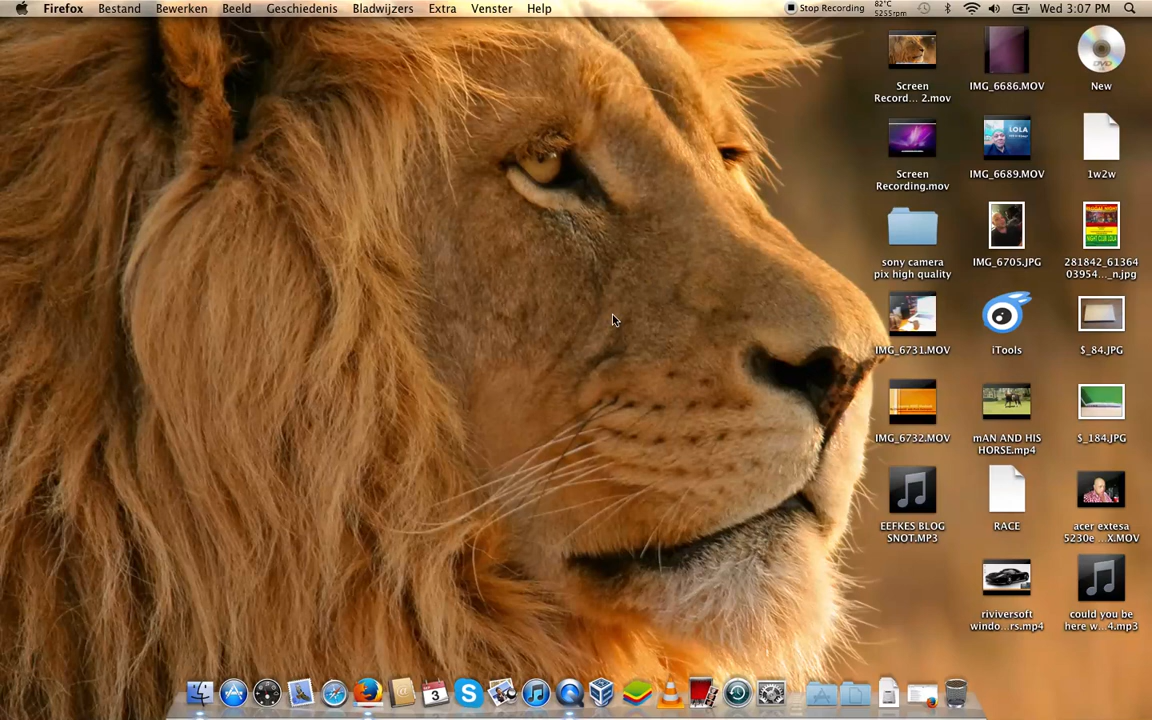 Firefox Bestand Bewerken Beeld Geschiedenis Bladwijzers Extra Venster Help
Stop Recording
82°C
5255rpm
Wed 3:07 PM
Screen
Record... 2.mov
IMG_6686.MOV
New
Screen
Recording.mov
LOLA
IMG_6689.MOV
1w2w
sony camera
pix high quality
IMG_6705.JPG
281842_61364
03954..._n.jpg
IMG_6731.MOV
iTools
$_84.JPG
IMG_6732.MOV
mAN AND HIS
HORSE.mp4
$_184.JPG
EEFKES BLOG
SNOT.MP3
RACE
acer extesa
5230e ...X.MOV
riviversoft
windo...rs.mp4
could you be
here w...4.mp3
3